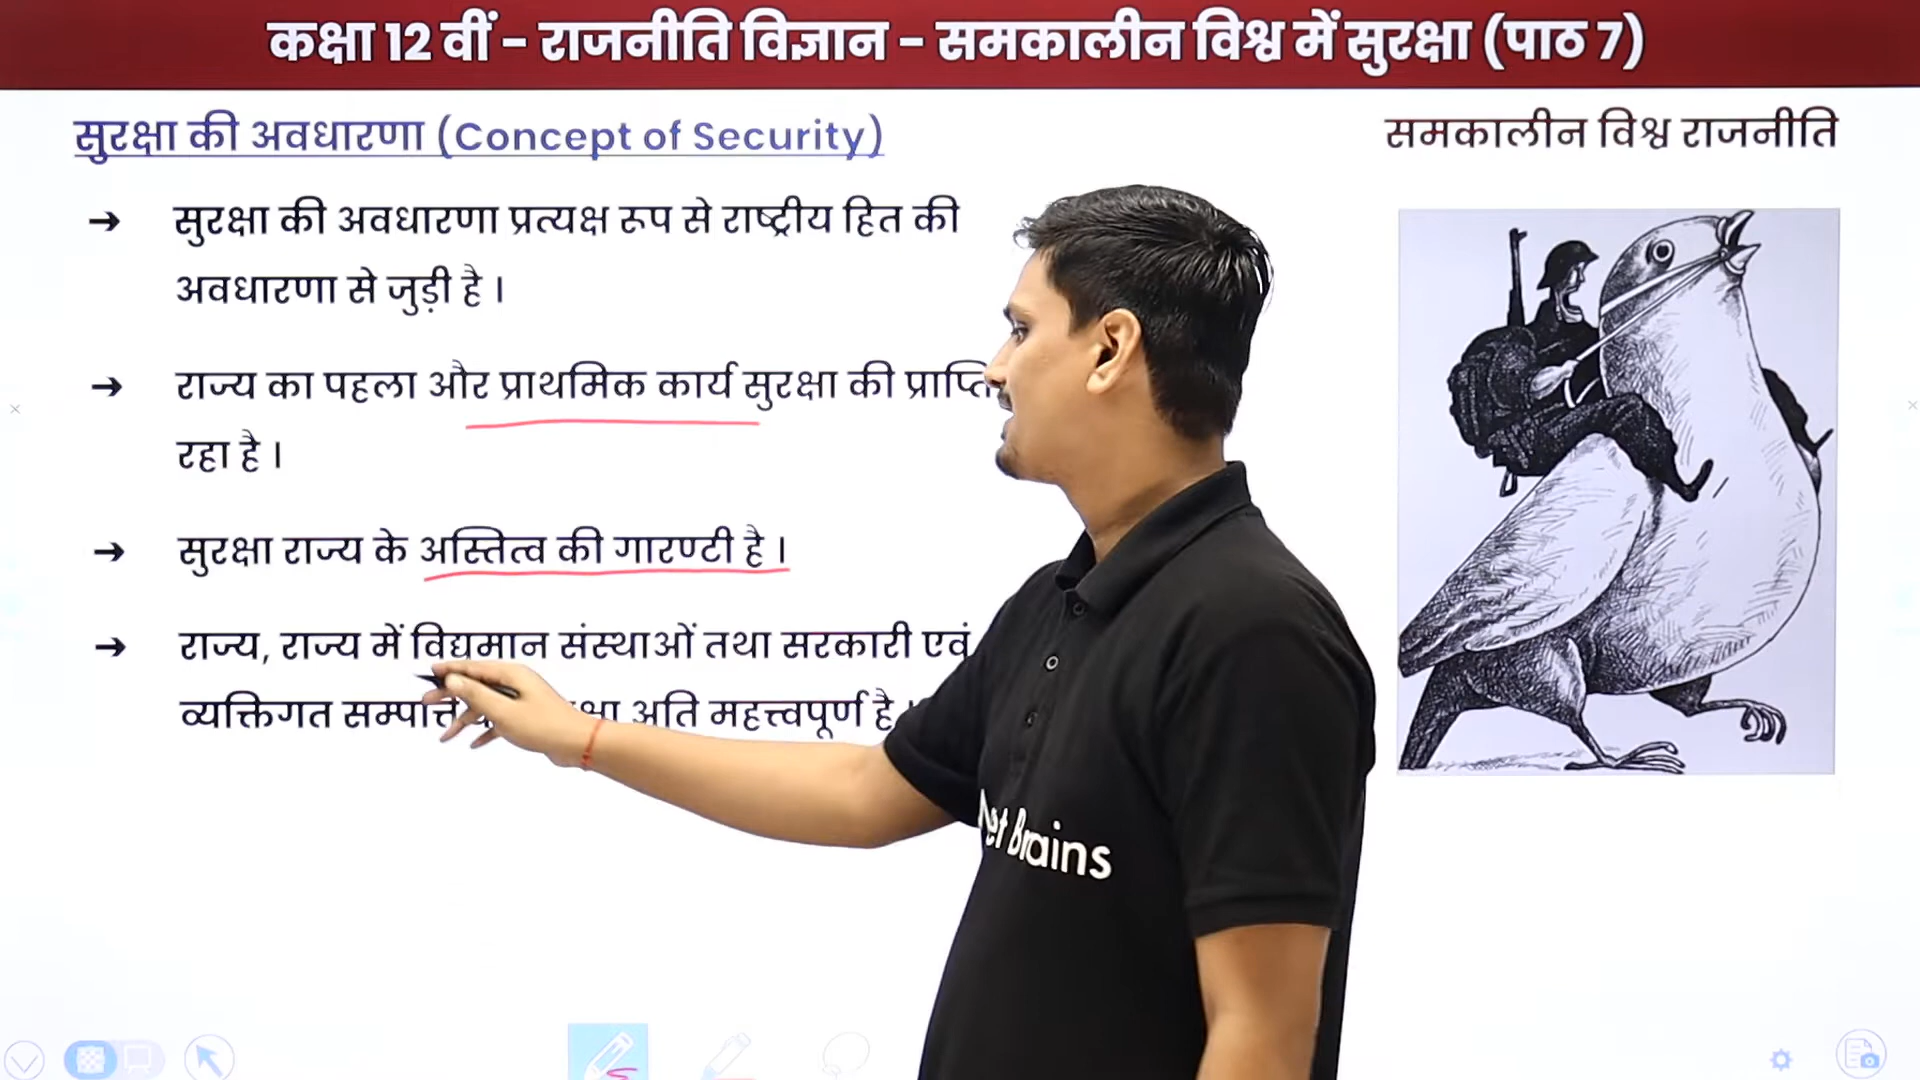 कक्षा 12 वीं - राजनीति विज्ञान - समकालीन विश्व में सुरक्षा (पाठ 7)
सुरक्षा की अवधारणा (Concept of Security)
समकालीन विश्व राजनीति
➔ सुरक्षा की अवधारणा प्रत्यक्ष रूप से राष्ट्रीय हित की
अवधारणा से जुड़ी है ।
➔ राज्य का पहला और प्राथमिक कार्य सुरक्षा की प्राप्ति
रहा है ।
➔ सुरक्षा राज्य के अस्तित्व की गारण्टी है ।
➔ राज्य, राज्य में विद्यमान संस्थाओं तथा सरकारी एवं
व्यक्तिगत सम्पत्ति अति महत्त्वपूर्ण है ।
Brains